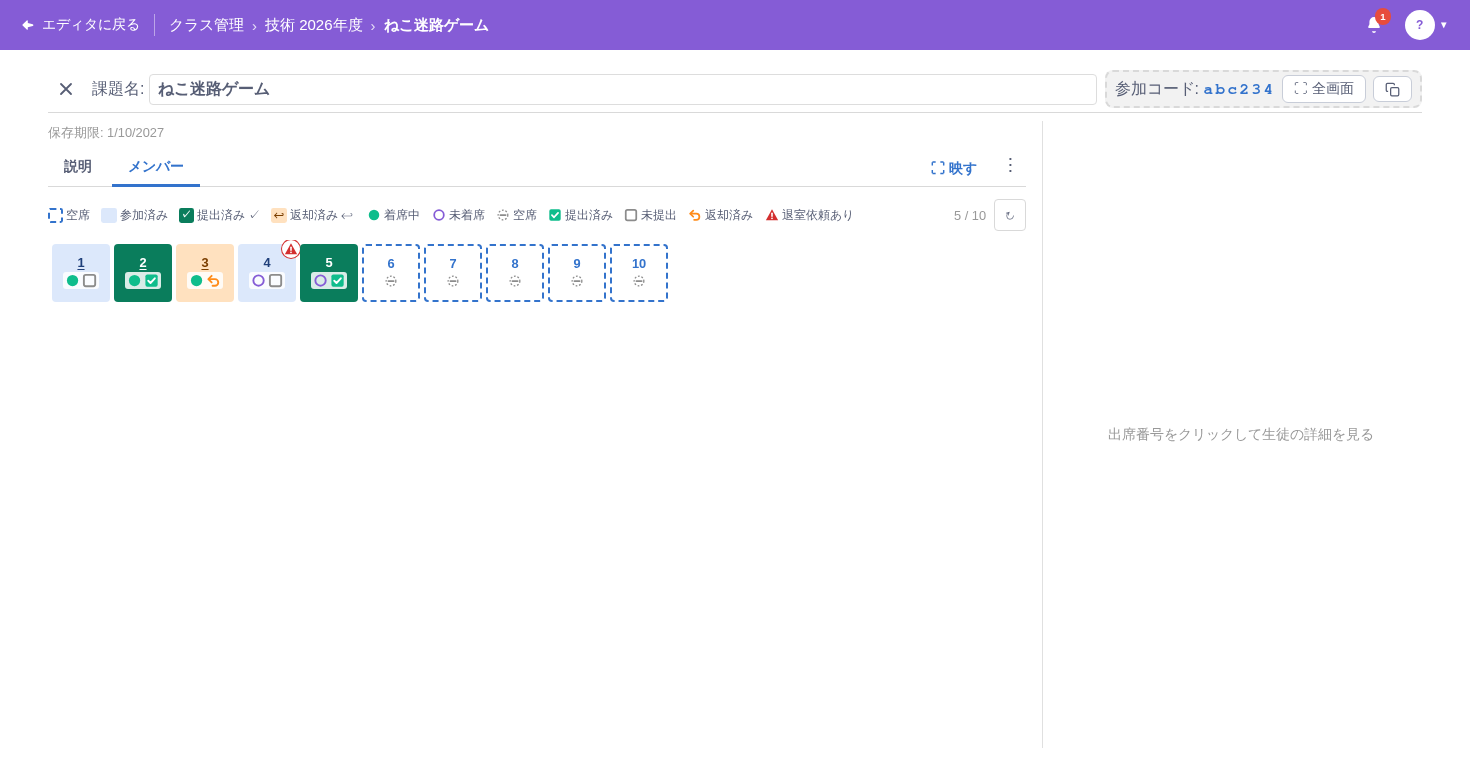 エディタに戻る クラス管理 › 技術 2026年度 › ねこ迷路ゲーム 1 ? ▼
課題名: ねこ迷路ゲーム 参加コード: abc234 全画面
保存期限: 1/10/2027
説明 メンバー 映す ⋮
空席 参加済み 提出済み ✓ 返却済み ↩ 着席中 未着席 空席 提出済み 未提出 返却済み 退室依頼あり 5 / 10 ↻
1 2 3 4 5 6 7 8 9 10
出席番号をクリックして生徒の詳細を見る